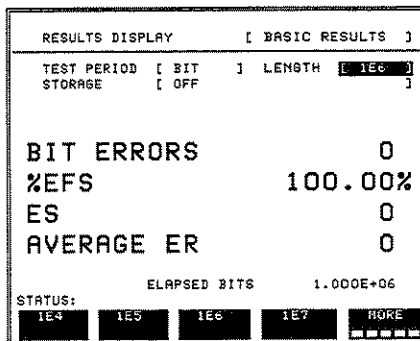 RESULTS DISPLAY [ BASIC RESULTS ]
TEST PERIOD [ BIT ] LENGTH [ 1E6 ]
STORAGE [ OFF ]
BIT ERRORS 0
%EFS 100.00%
ES 0
AVERAGE ER 0
ELAPSED BITS 1.000E+06
STATUS:
1E4 1E5 1E6 1E7 MORE